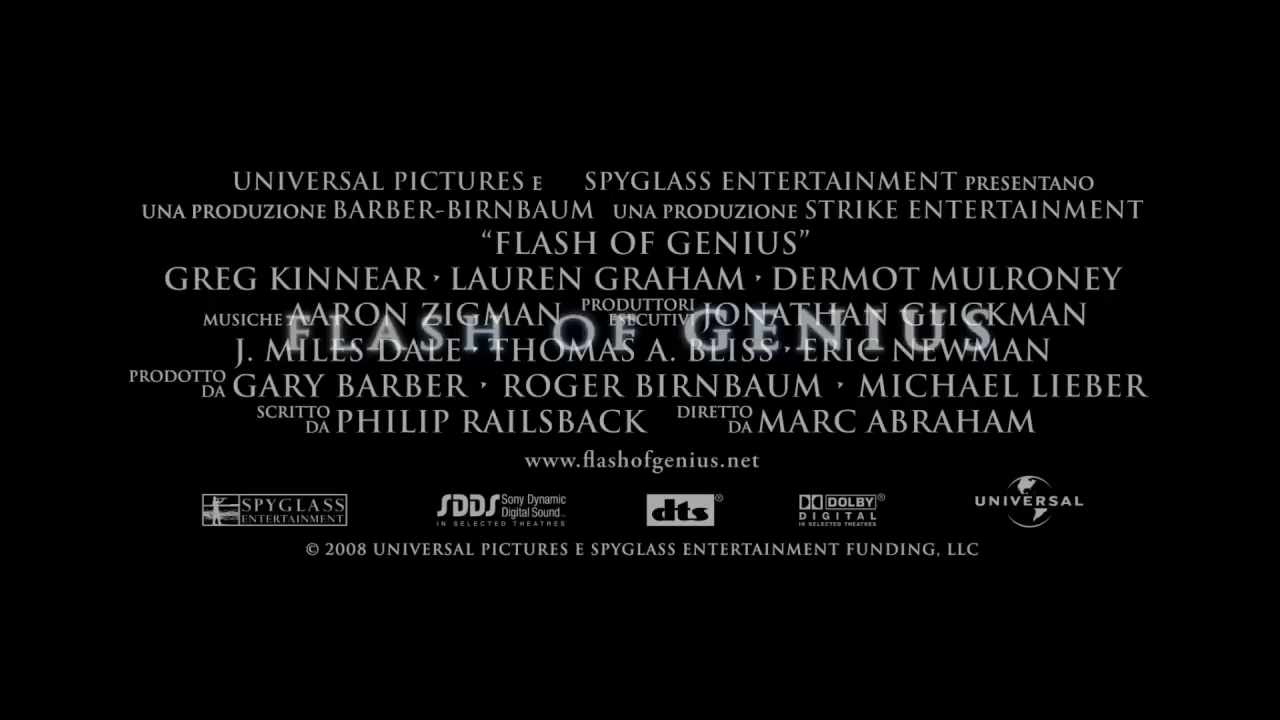 UNIVERSAL PICTURES E SPYGLASS ENTERTAINMENT PRESENTANO
UNA PRODUZIONE BARBER-BIRNBAUM UNA PRODUZIONE STRIKE ENTERTAINMENT
“FLASH OF GENIUS”
GREG KINNEAR · LAUREN GRAHAM · DERMOT MULRONEY
MUSICHE AARON ZIGMAN PRODUTTORI ESECUTIVI JONATHAN GLICKMAN
FLASH OF GENIUS
J. MILES DALE · THOMAS A. BLISS · ERIC NEWMAN
PRODOTTO DA GARY BARBER · ROGER BIRNBAUM · MICHAEL LIEBER
SCRITTO DA PHILIP RAILSBACK DIRETTO DA MARC ABRAHAM
www.flashofgenius.net
SPYGLASS ENTERTAINMENT
SDDS Sony Dynamic Digital Sound™ IN SELECTED THEATRES
dts®
DOLBY® DIGITAL IN SELECTED THEATRES
UNIVERSAL
© 2008 UNIVERSAL PICTURES E SPYGLASS ENTERTAINMENT FUNDING, LLC